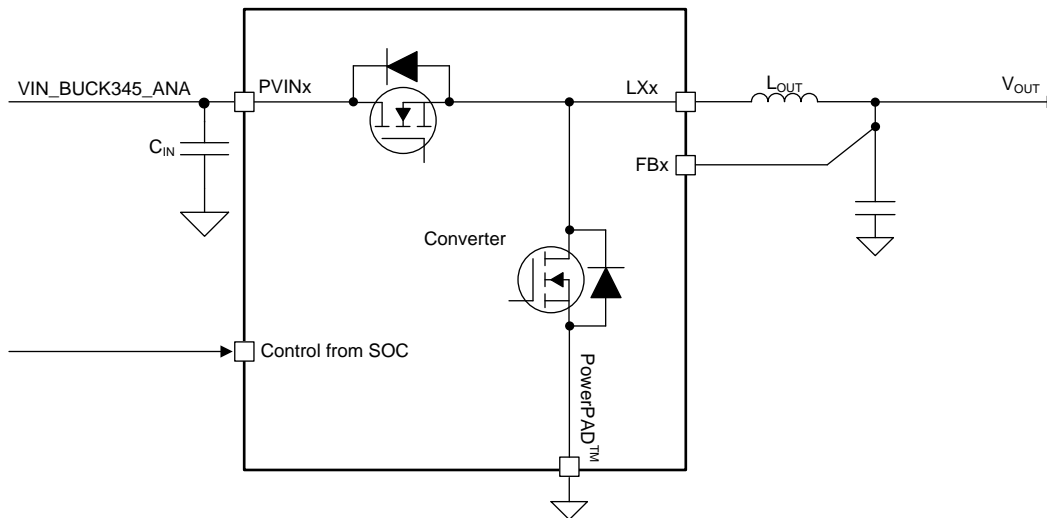 VIN_BUCK345_ANA
PVINx
LXx
LOUT
VOUT
CIN
FBx
Converter
Control from SOC
PowerPAD™